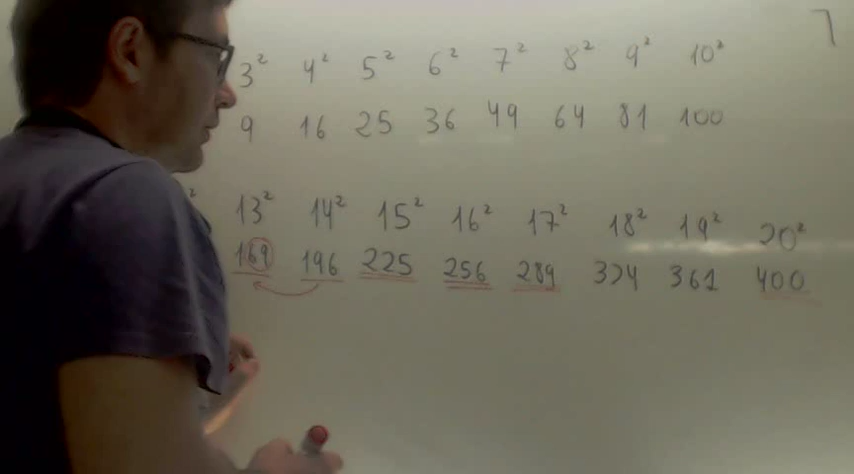 3² 4² 5² 6² 7² 8² 9² 10²
9 16 25 36 49 64 81 100
² 13² 14² 15² 16² 17² 18² 19² 20²
169 196 225 256 289 324 361 400